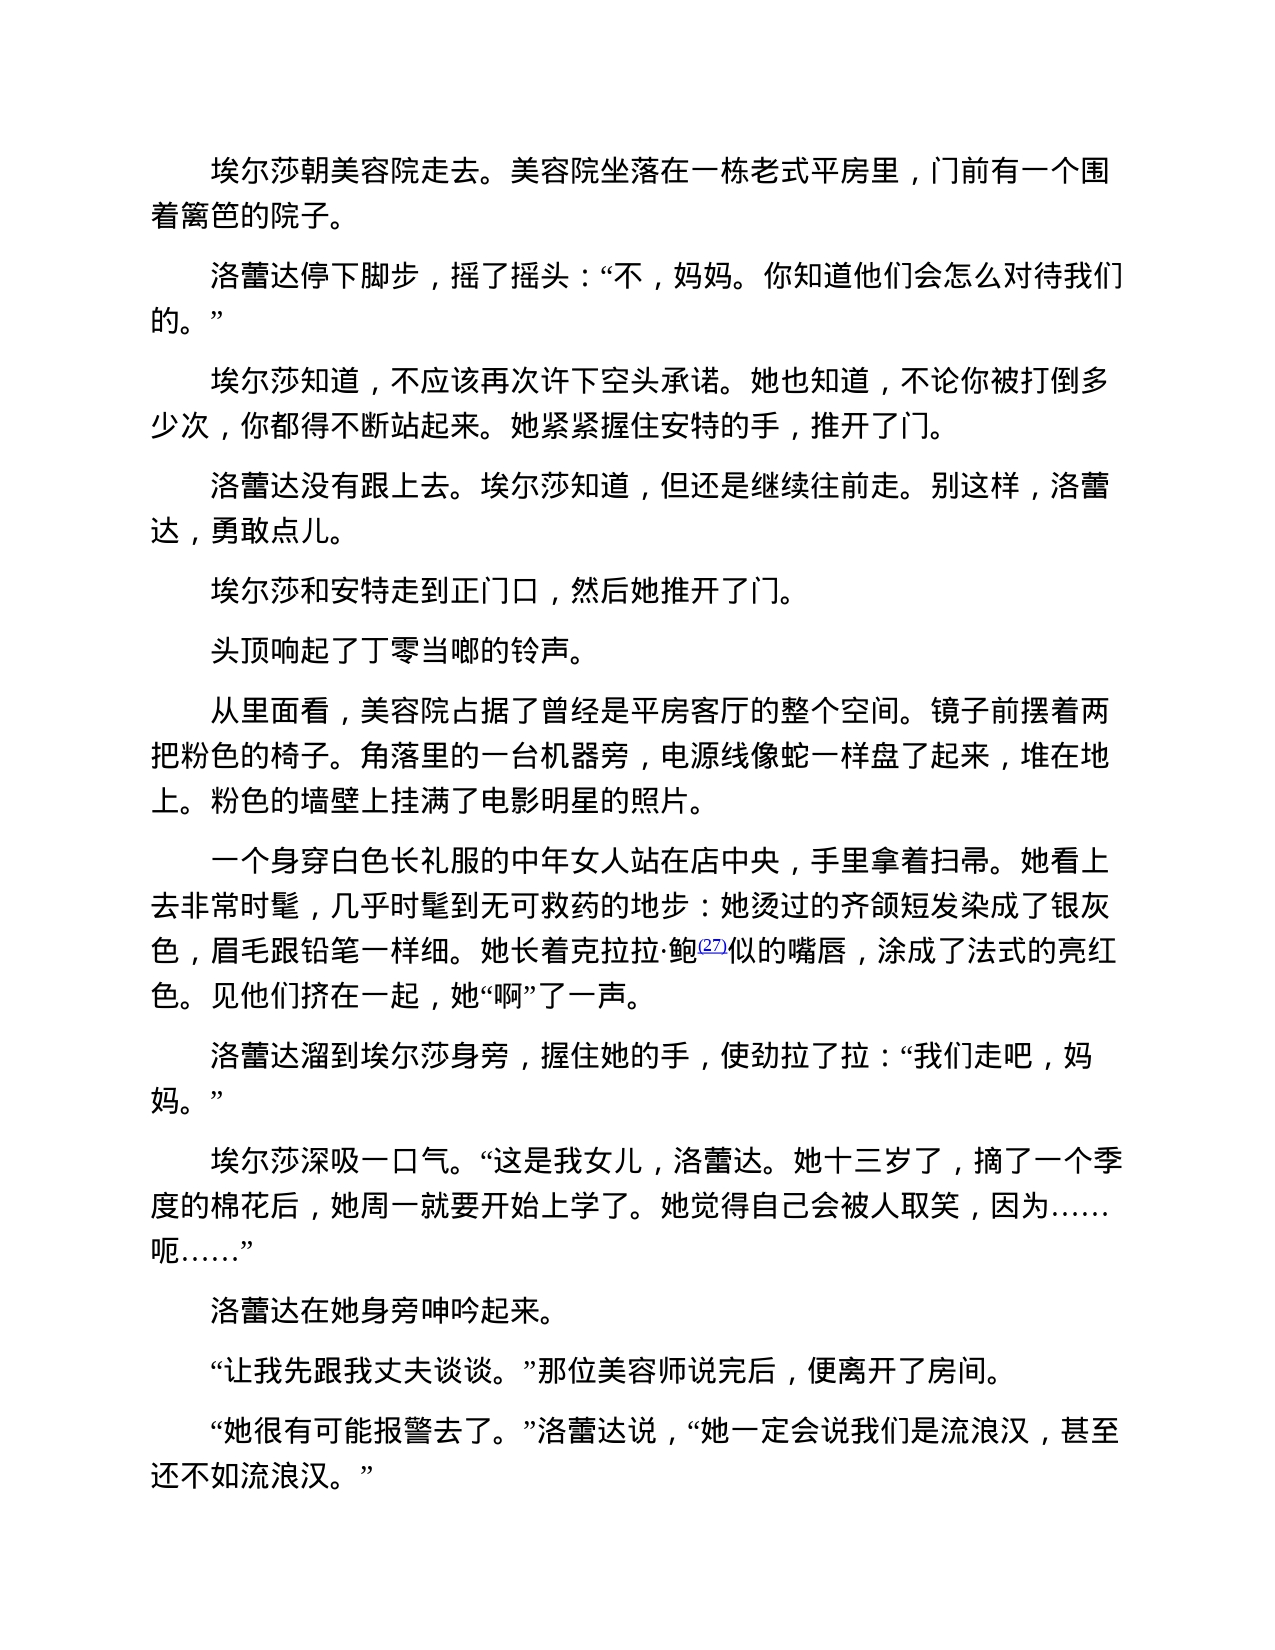 埃尔莎朝美容院走去。美容院坐落在一栋老式平房里，门前有一个围
着篱笆的院子。
洛蕾达停下脚步，摇了摇头：“不，妈妈。你知道他们会怎么对待我们
的。”
埃尔莎知道，不应该再次许下空头承诺。她也知道，不论你被打倒多
少次，你都得不断站起来。她紧紧握住安特的手，推开了门。
洛蕾达没有跟上去。埃尔莎知道，但还是继续往前走。别这样，洛蕾
达，勇敢点儿。
埃尔莎和安特走到正门口，然后她推开了门。
头顶响起了丁零当啷的铃声。
从里面看，美容院占据了曾经是平房客厅的整个空间。镜子前摆着两
把粉色的椅子。角落里的一台机器旁，电源线像蛇一样盘了起来，堆在地
上。粉色的墙壁上挂满了电影明星的照片。
一个身穿白色长礼服的中年女人站在店中央，手里拿着扫帚。她看上
去非常时髦，几乎时髦到无可救药的地步：她烫过的齐颌短发染成了银灰
色，眉毛跟铅笔一样细。她长着克拉拉·鲍(27)似的嘴唇，涂成了法式的亮红
色。见他们挤在一起，她“啊”了一声。
洛蕾达溜到埃尔莎身旁，握住她的手，使劲拉了拉：“我们走吧，妈
妈。”
埃尔莎深吸一口气。“这是我女儿，洛蕾达。她十三岁了，摘了一个季
度的棉花后，她周一就要开始上学了。她觉得自己会被人取笑，因为……
呃……”
洛蕾达在她身旁呻吟起来。
“让我先跟我丈夫谈谈。”那位美容师说完后，便离开了房间。
“她很有可能报警去了。”洛蕾达说，“她一定会说我们是流浪汉，甚至
还不如流浪汉。”